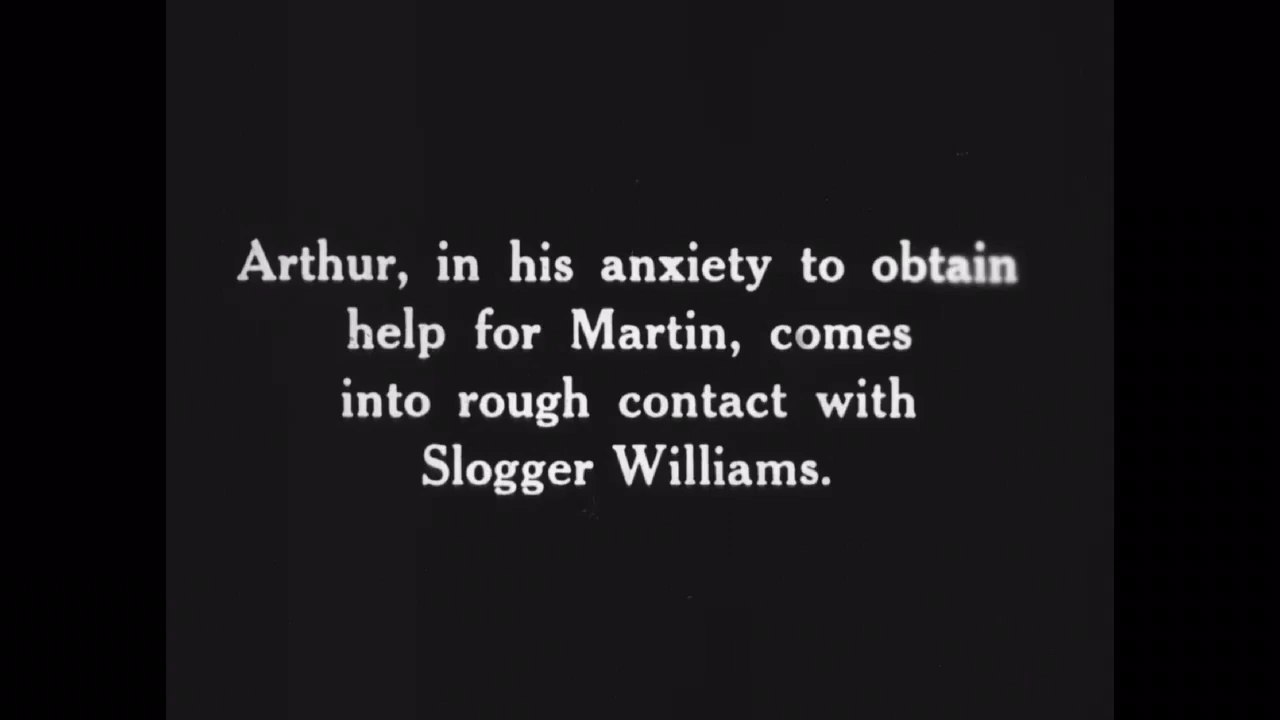 Arthur, in his anxiety to obtain
help for Martin, comes
into rough contact with
Slogger Williams.